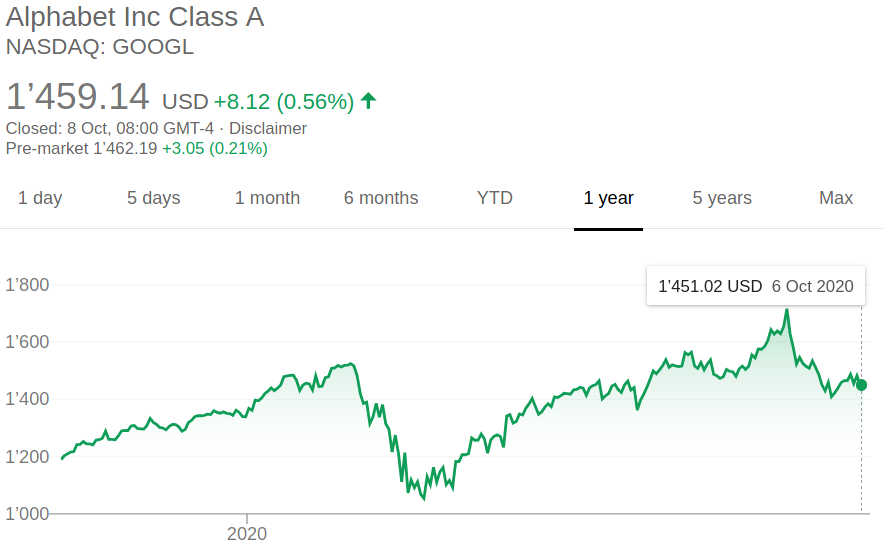 Alphabet Inc Class A
NASDAQ: GOOGL
1’459.14 USD +8.12 (0.56%)
Closed: 8 Oct, 08:00 GMT-4 · Disclaimer
Pre-market 1’462.19 +3.05 (0.21%)
1 day 5 days 1 month 6 months YTD 1 year 5 years Max
1’451.02 USD 6 Oct 2020
1’800
1’600
1’400
1’200
1’000
2020